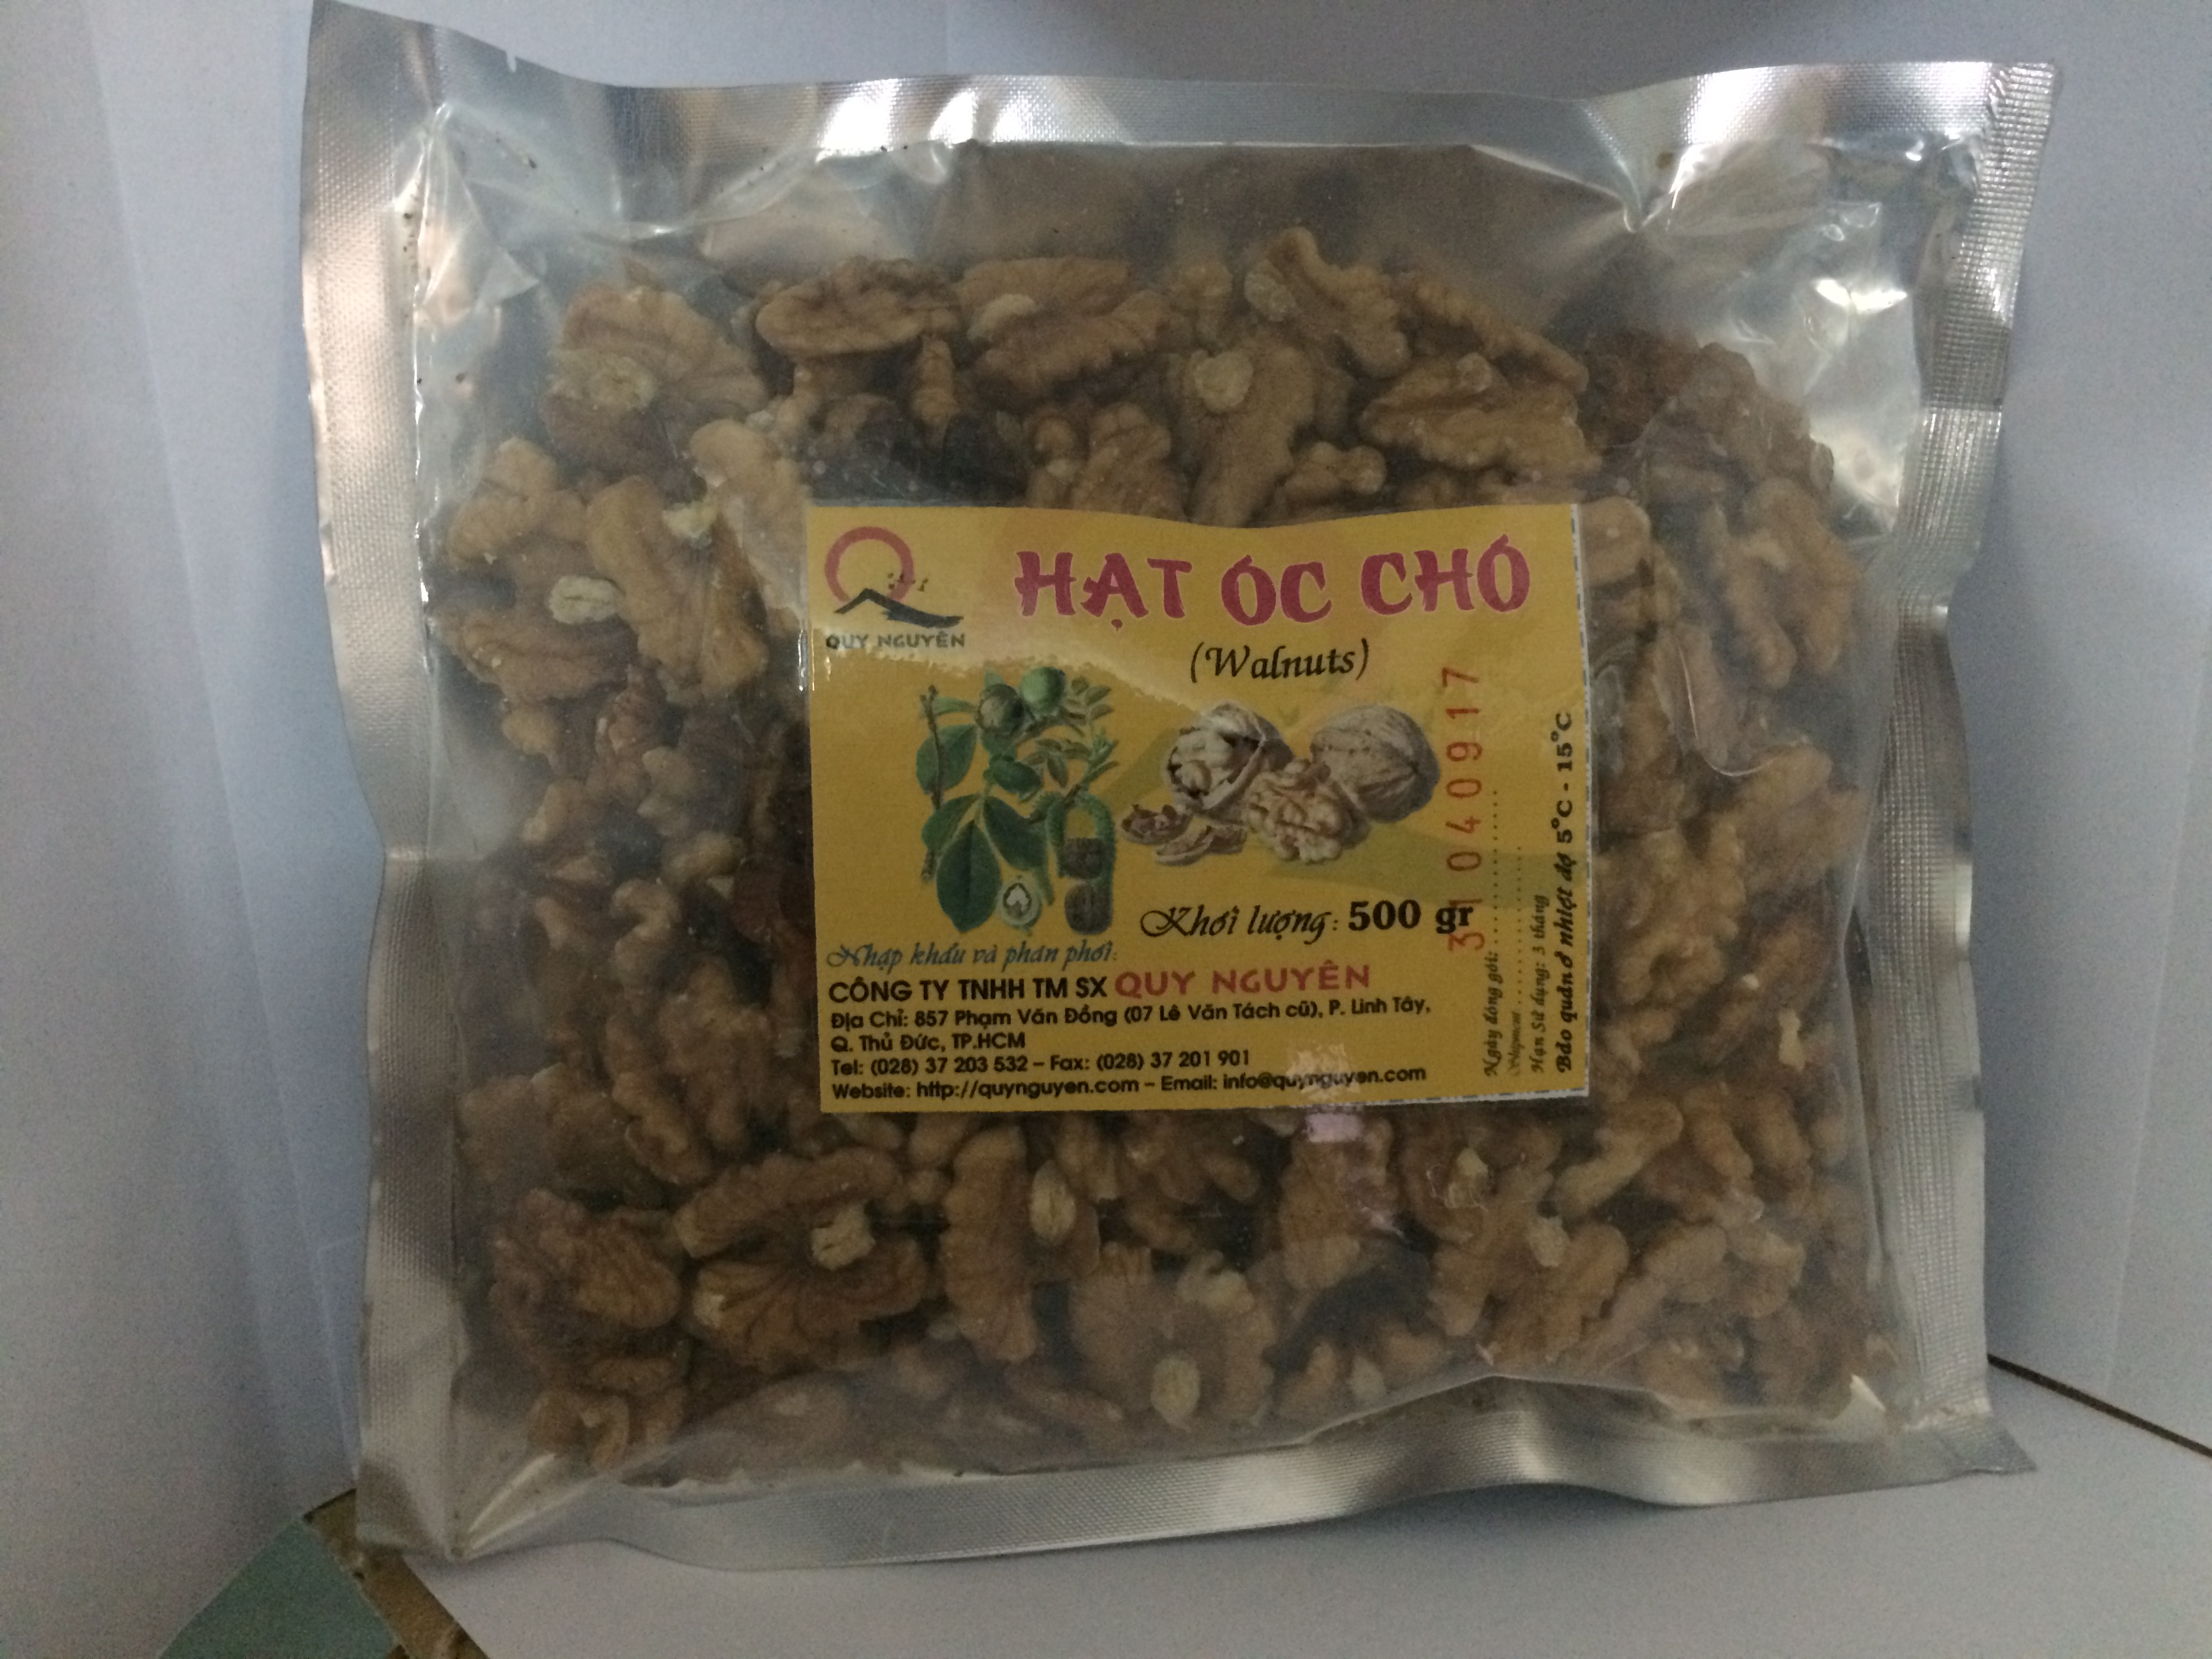 QUY NGUYÊN
HẠT ÓC CHÓ
(Walnuts)
Khối lượng: 500 gr
Nhập khẩu và phân phối:
CÔNG TY TNHH TM SX QUY NGUYÊN
Địa Chỉ: 857 Phạm Văn Đồng (07 Lê Văn Tách cũ), P. Linh Tây,
Q. Thủ Đức, TP.HCM
Tel: (028) 37 203 532 – Fax: (028) 37 201 901
Website: http://quynguyen.com – Email: info@quynguyen.com
31040917
Ngày đóng gói:
Hạn Sử dụng: 3 tháng
Bảo quản ở nhiệt độ 5°C - 15°C